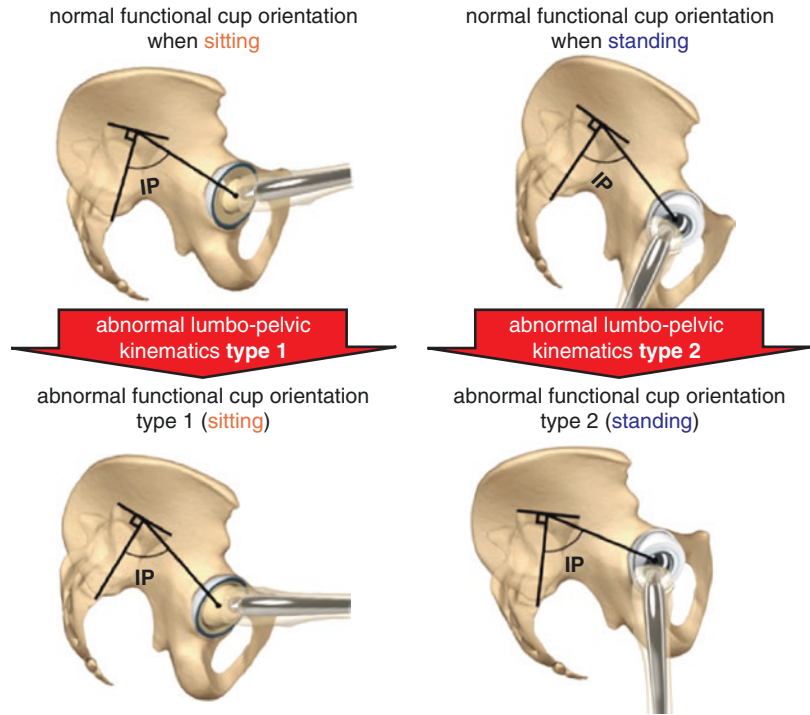 normal functional cup orientation
when sitting
normal functional cup orientation
when standing
IP
IP
abnormal lumbo-pelvic
kinematics type 1
abnormal lumbo-pelvic
kinematics type 2
abnormal functional cup orientation
type 1 (sitting)
abnormal functional cup orientation
type 2 (standing)
IP
IP